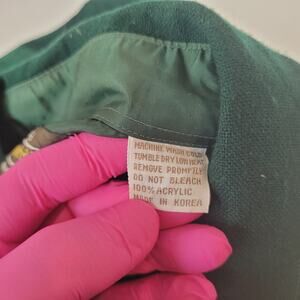 MACHINE WASH COLD
TUMBLE DRY LOW HEAT
REMOVE PROMPTLY
DO NOT BLEACH
100% ACRYLIC
MADE IN KOREA